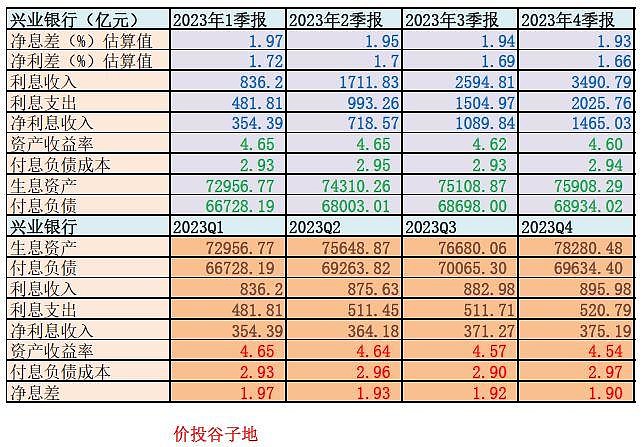 兴业银行（亿元） 2023年1季报 2023年2季报 2023年3季报 2023年4季报
净息差（%）估算值 1.97 1.95 1.94 1.93
净利差（%）估算值 1.72 1.7 1.69 1.66
利息收入 836.2 1711.83 2594.81 3490.79
利息支出 481.81 993.26 1504.97 2025.76
净利息收入 354.39 718.57 1089.84 1465.03
资产收益率 4.65 4.65 4.62 4.60
付息负债成本 2.93 2.95 2.93 2.94
生息资产 72956.77 74310.26 75108.87 75908.29
付息负债 66728.19 68003.01 68698.00 68934.02
兴业银行 2023Q1 2023Q2 2023Q3 2023Q4
生息资产 72956.77 75648.87 76680.06 78280.48
付息负债 66728.19 69263.82 70065.30 69634.40
利息收入 836.2 875.63 882.98 895.98
利息支出 481.81 511.45 511.71 520.79
净利息收入 354.39 364.18 371.27 375.19
资产收益率 4.65 4.64 4.57 4.54
付息负债成本 2.93 2.96 2.90 2.97
净息差 1.97 1.93 1.92 1.90
价投谷子地